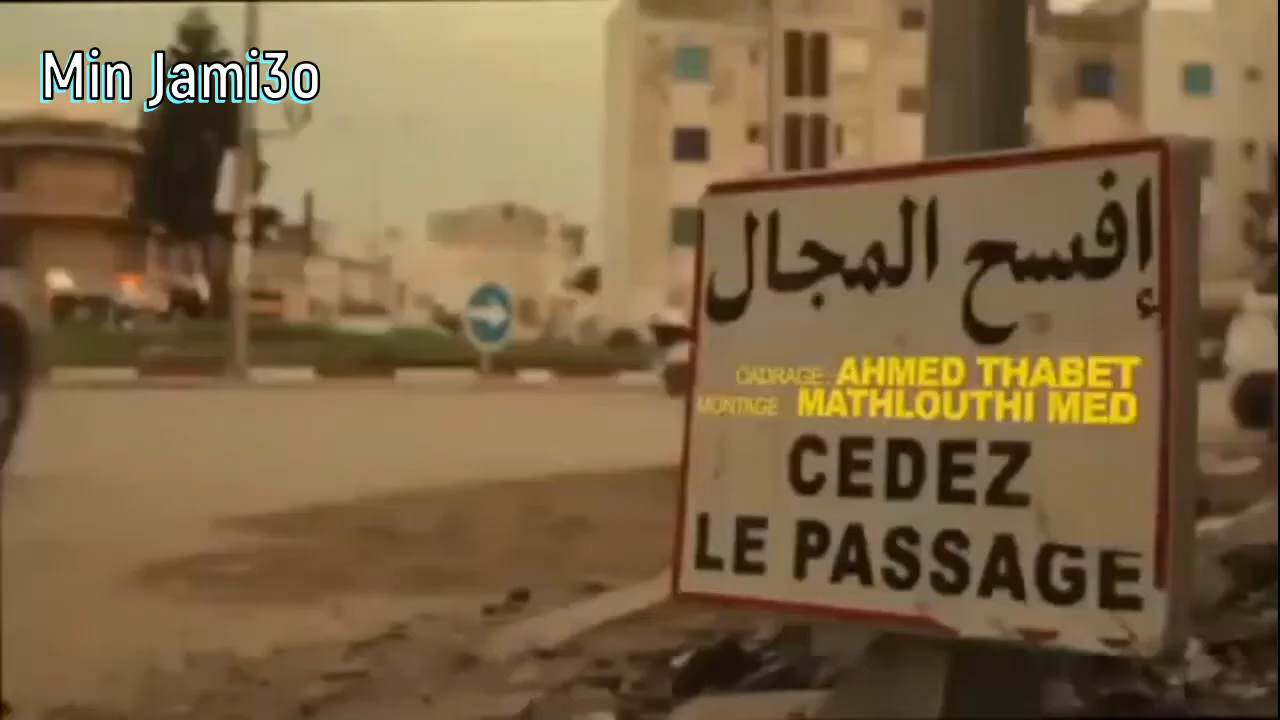 Min Jami3o
إفسح المجال
CADRAGE : AHMED THABET
MONTAGE : MATHLOUTHI MED
CEDEZ
LE PASSAGE